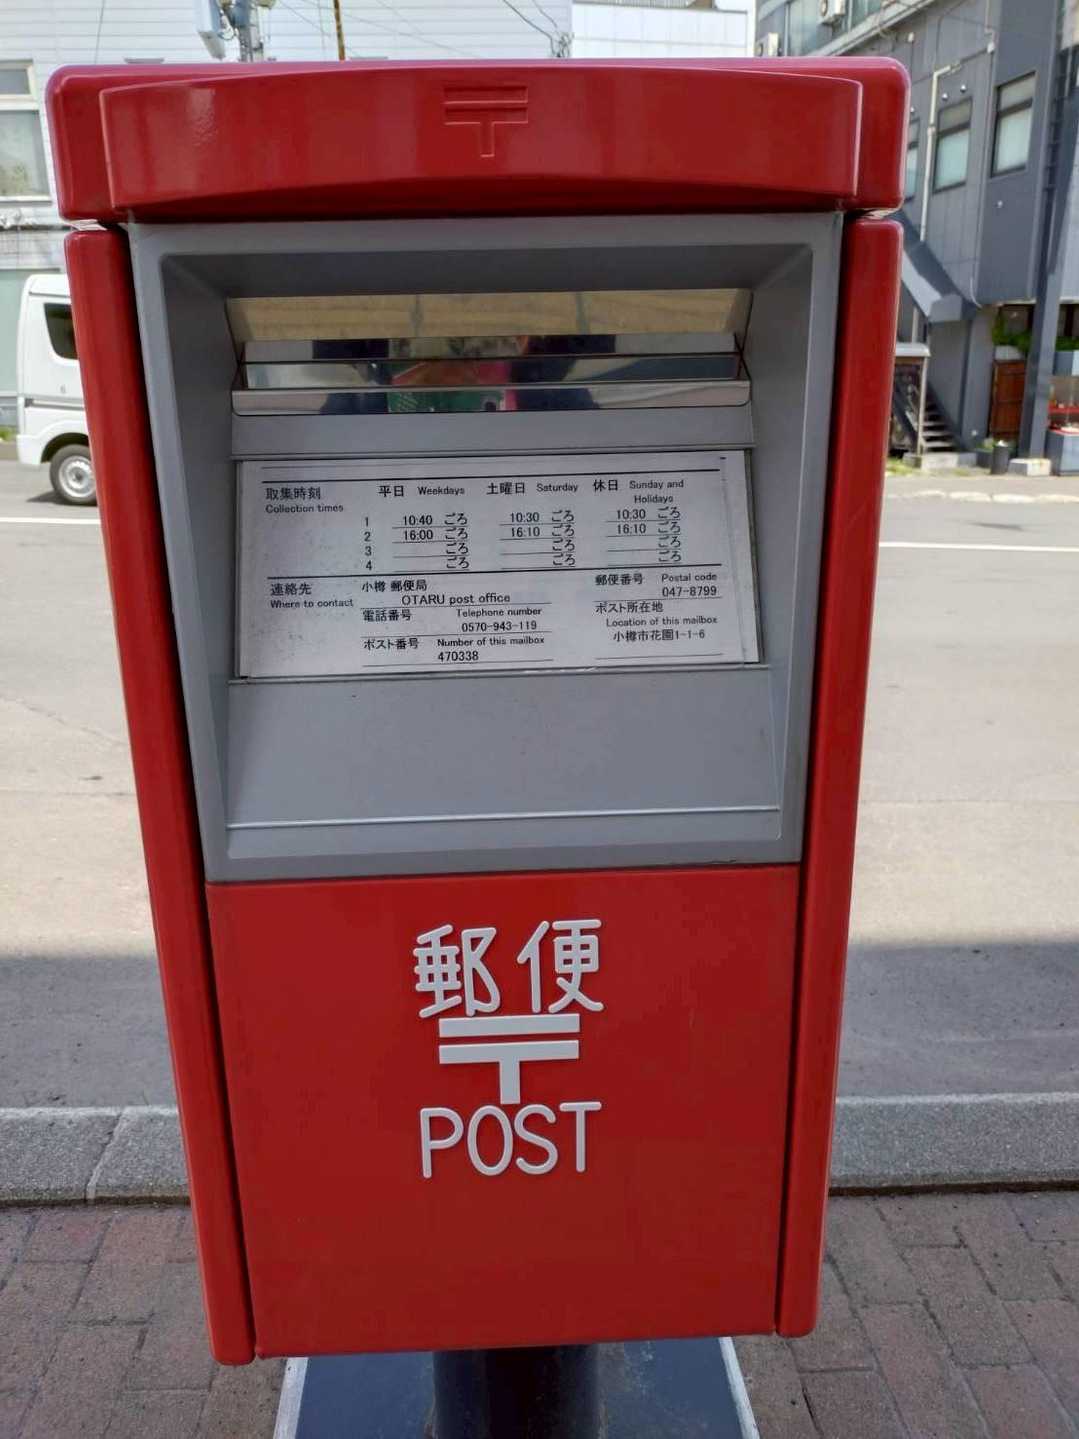 取集時刻 平日 Weekdays 土曜日 Saturday 休日 Sunday and Holidays
Collection times
1 10:40 ごろ 10:30 ごろ 10:30 ごろ
2 16:00 ごろ 16:10 ごろ 16:10 ごろ
3 ごろ ごろ ごろ
4 ごろ ごろ ごろ
連絡先 小樽 郵便局
Where to contact OTARU post office
電話番号 Telephone number
0570-943-119
ポスト番号 Number of this mailbox
470338
郵便番号 Postal code
047-8799
ポスト所在地
Location of this mailbox
小樽市花園1-1-6
郵便
〒
POST